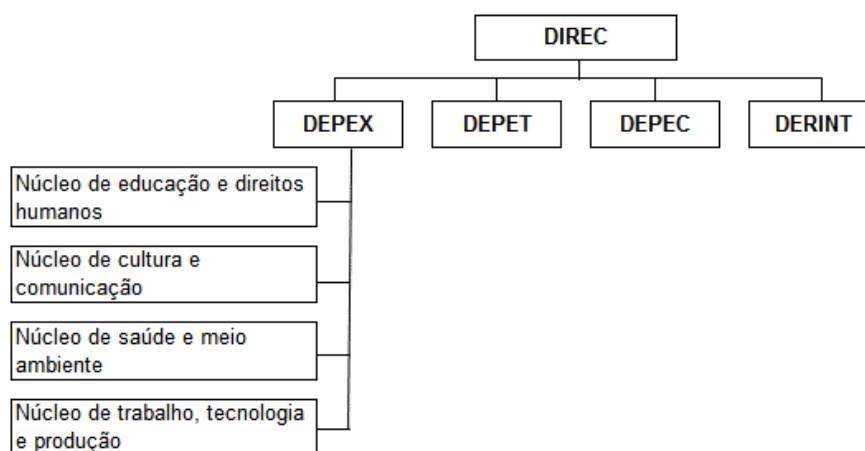 DIREC
DEPEX
DEPET
DEPEC
DERINT
Núcleo de educação e direitos
humanos
Núcleo de cultura e
comunicação
Núcleo de saúde e meio
ambiente
Núcleo de trabalho, tecnologia
e produção